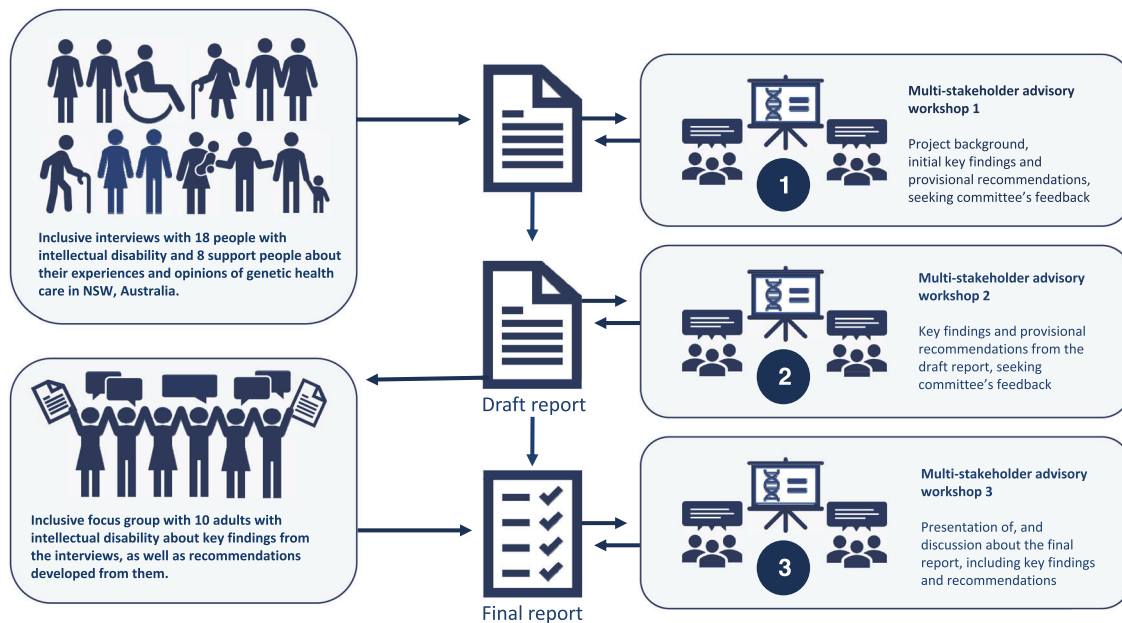 Inclusive interviews with 18 people with
intellectual disability and 8 support people about
their experiences and opinions of genetic health
care in NSW, Australia.
Multi-stakeholder advisory
workshop 1
Project background,
initial key findings and
provisional recommendations,
seeking committee’s feedback
1
Multi-stakeholder advisory
workshop 2
Key findings and provisional
recommendations from the
draft report, seeking
committee’s feedback
2
Draft report
Inclusive focus group with 10 adults with
intellectual disability about key findings from
the interviews, as well as recommendations
developed from them.
Multi-stakeholder advisory
workshop 3
Presentation of, and
discussion about the final
report, including key findings
and recommendations
3
Final report